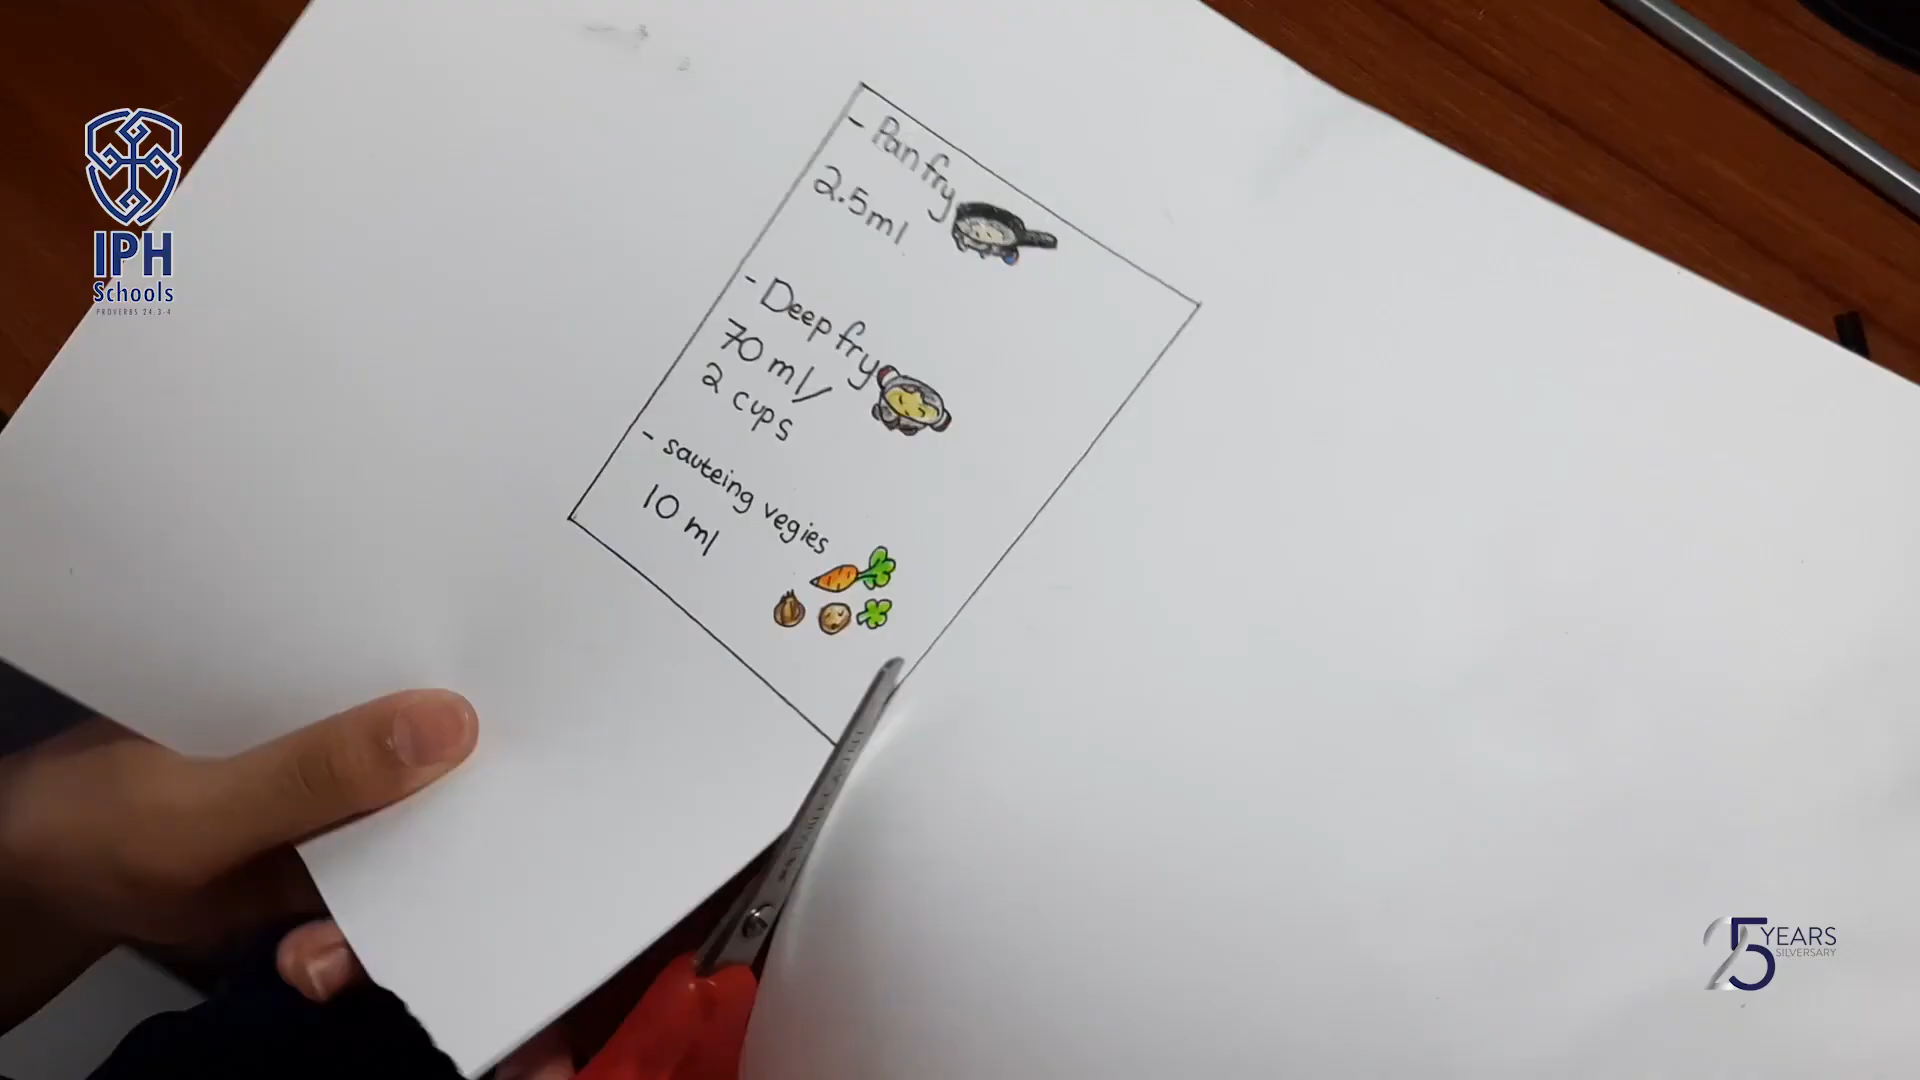 IPH
Schools
PROVERBS 24:3-4
- Pan fry
2.5ml
- Deep fry
70 ml/
2 cups
- sauteing vegies
10 ml
25 YEARS
SILVERSARY